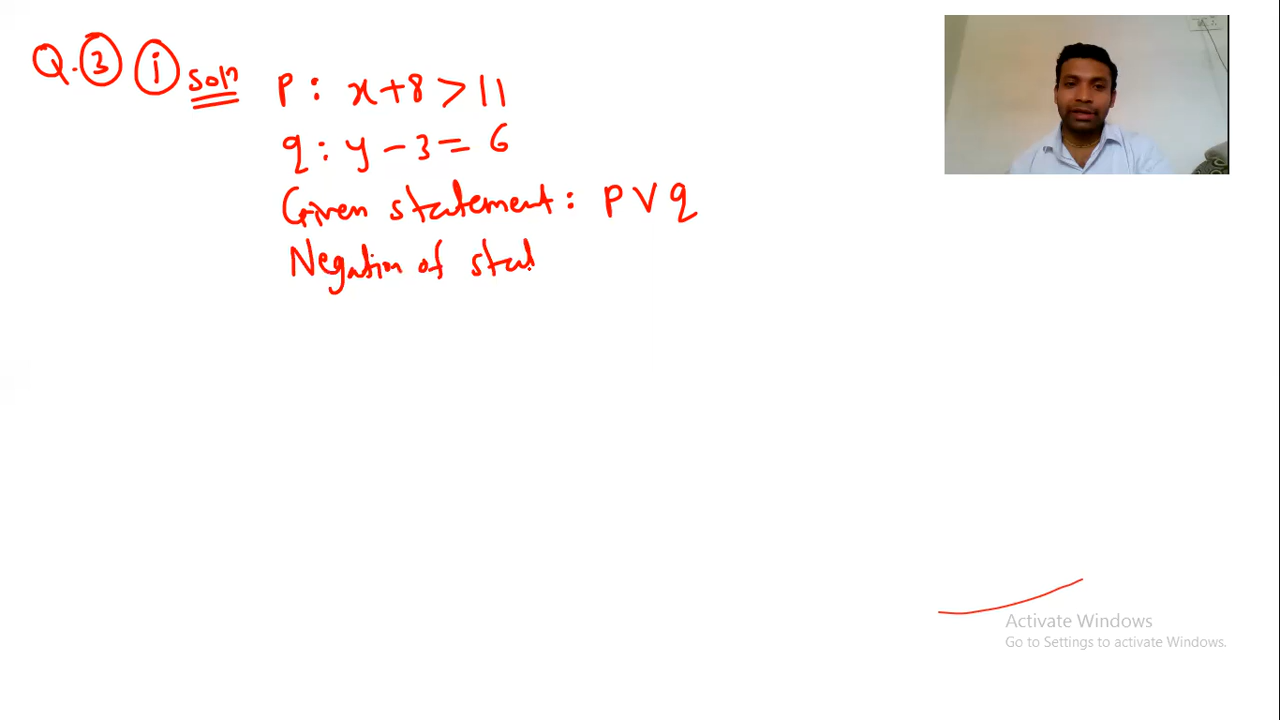 Q.3 i soln P : x+8 > 11
q : y - 3 = 6
Given statement : P ∨ q
Negation of stat
Activate Windows
Go to Settings to activate Windows.